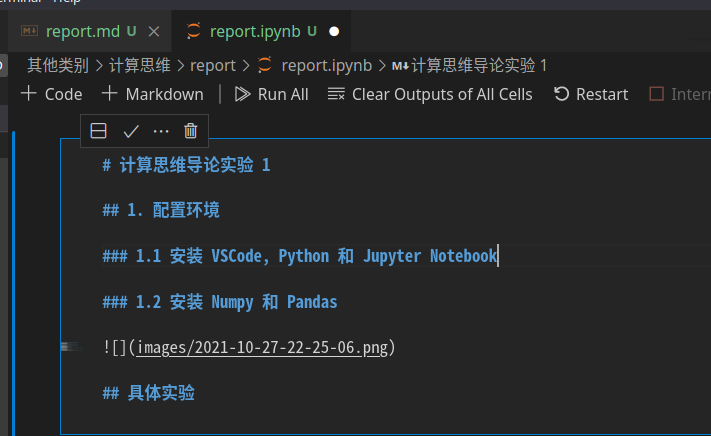 Terminal Help
report.md U
report.ipynb U
其他类别 > 计算思维 > report > report.ipynb > M↓计算思维导论实验 1
+ Code + Markdown | Run All Clear Outputs of All Cells Restart
# 计算思维导论实验 1
## 1. 配置环境
### 1.1 安装 VSCode, Python 和 Jupyter Notebook
### 1.2 安装 Numpy 和 Pandas
![](images/2021-10-27-22-25-06.png)
## 具体实验